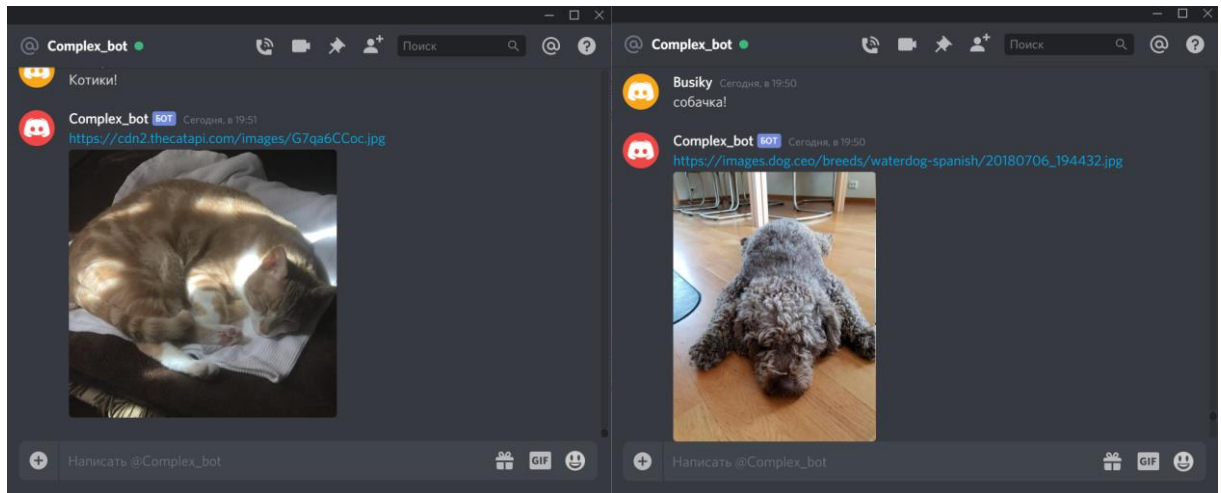 Complex_bot
Поиск
Котики!
Complex_bot БОТ Сегодня, в 19:51
https://cdn2.thecatapi.com/images/G7qa6CCoc.jpg
Написать @Complex_bot
GIF
Complex_bot
Поиск
Busiky Сегодня, в 19:50
собачка!
Complex_bot БОТ Сегодня, в 19:50
https://images.dog.ceo/breeds/waterdog-spanish/20180706_194432.jpg
Написать @Complex_bot
GIF